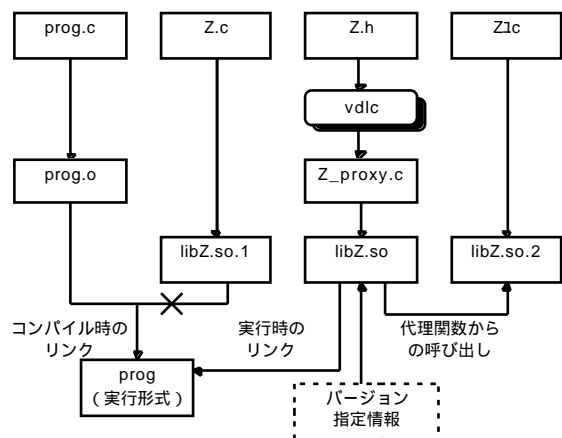 prog.c
Z.c
Z.h
Z1c
vdlc
prog.o
Z_proxy.c
libZ.so.1
libZ.so
libZ.so.2
コンパイル時の
リンク
実行時の
リンク
代理関数から
の呼び出し
prog
(実行形式)
バージョン
指定情報